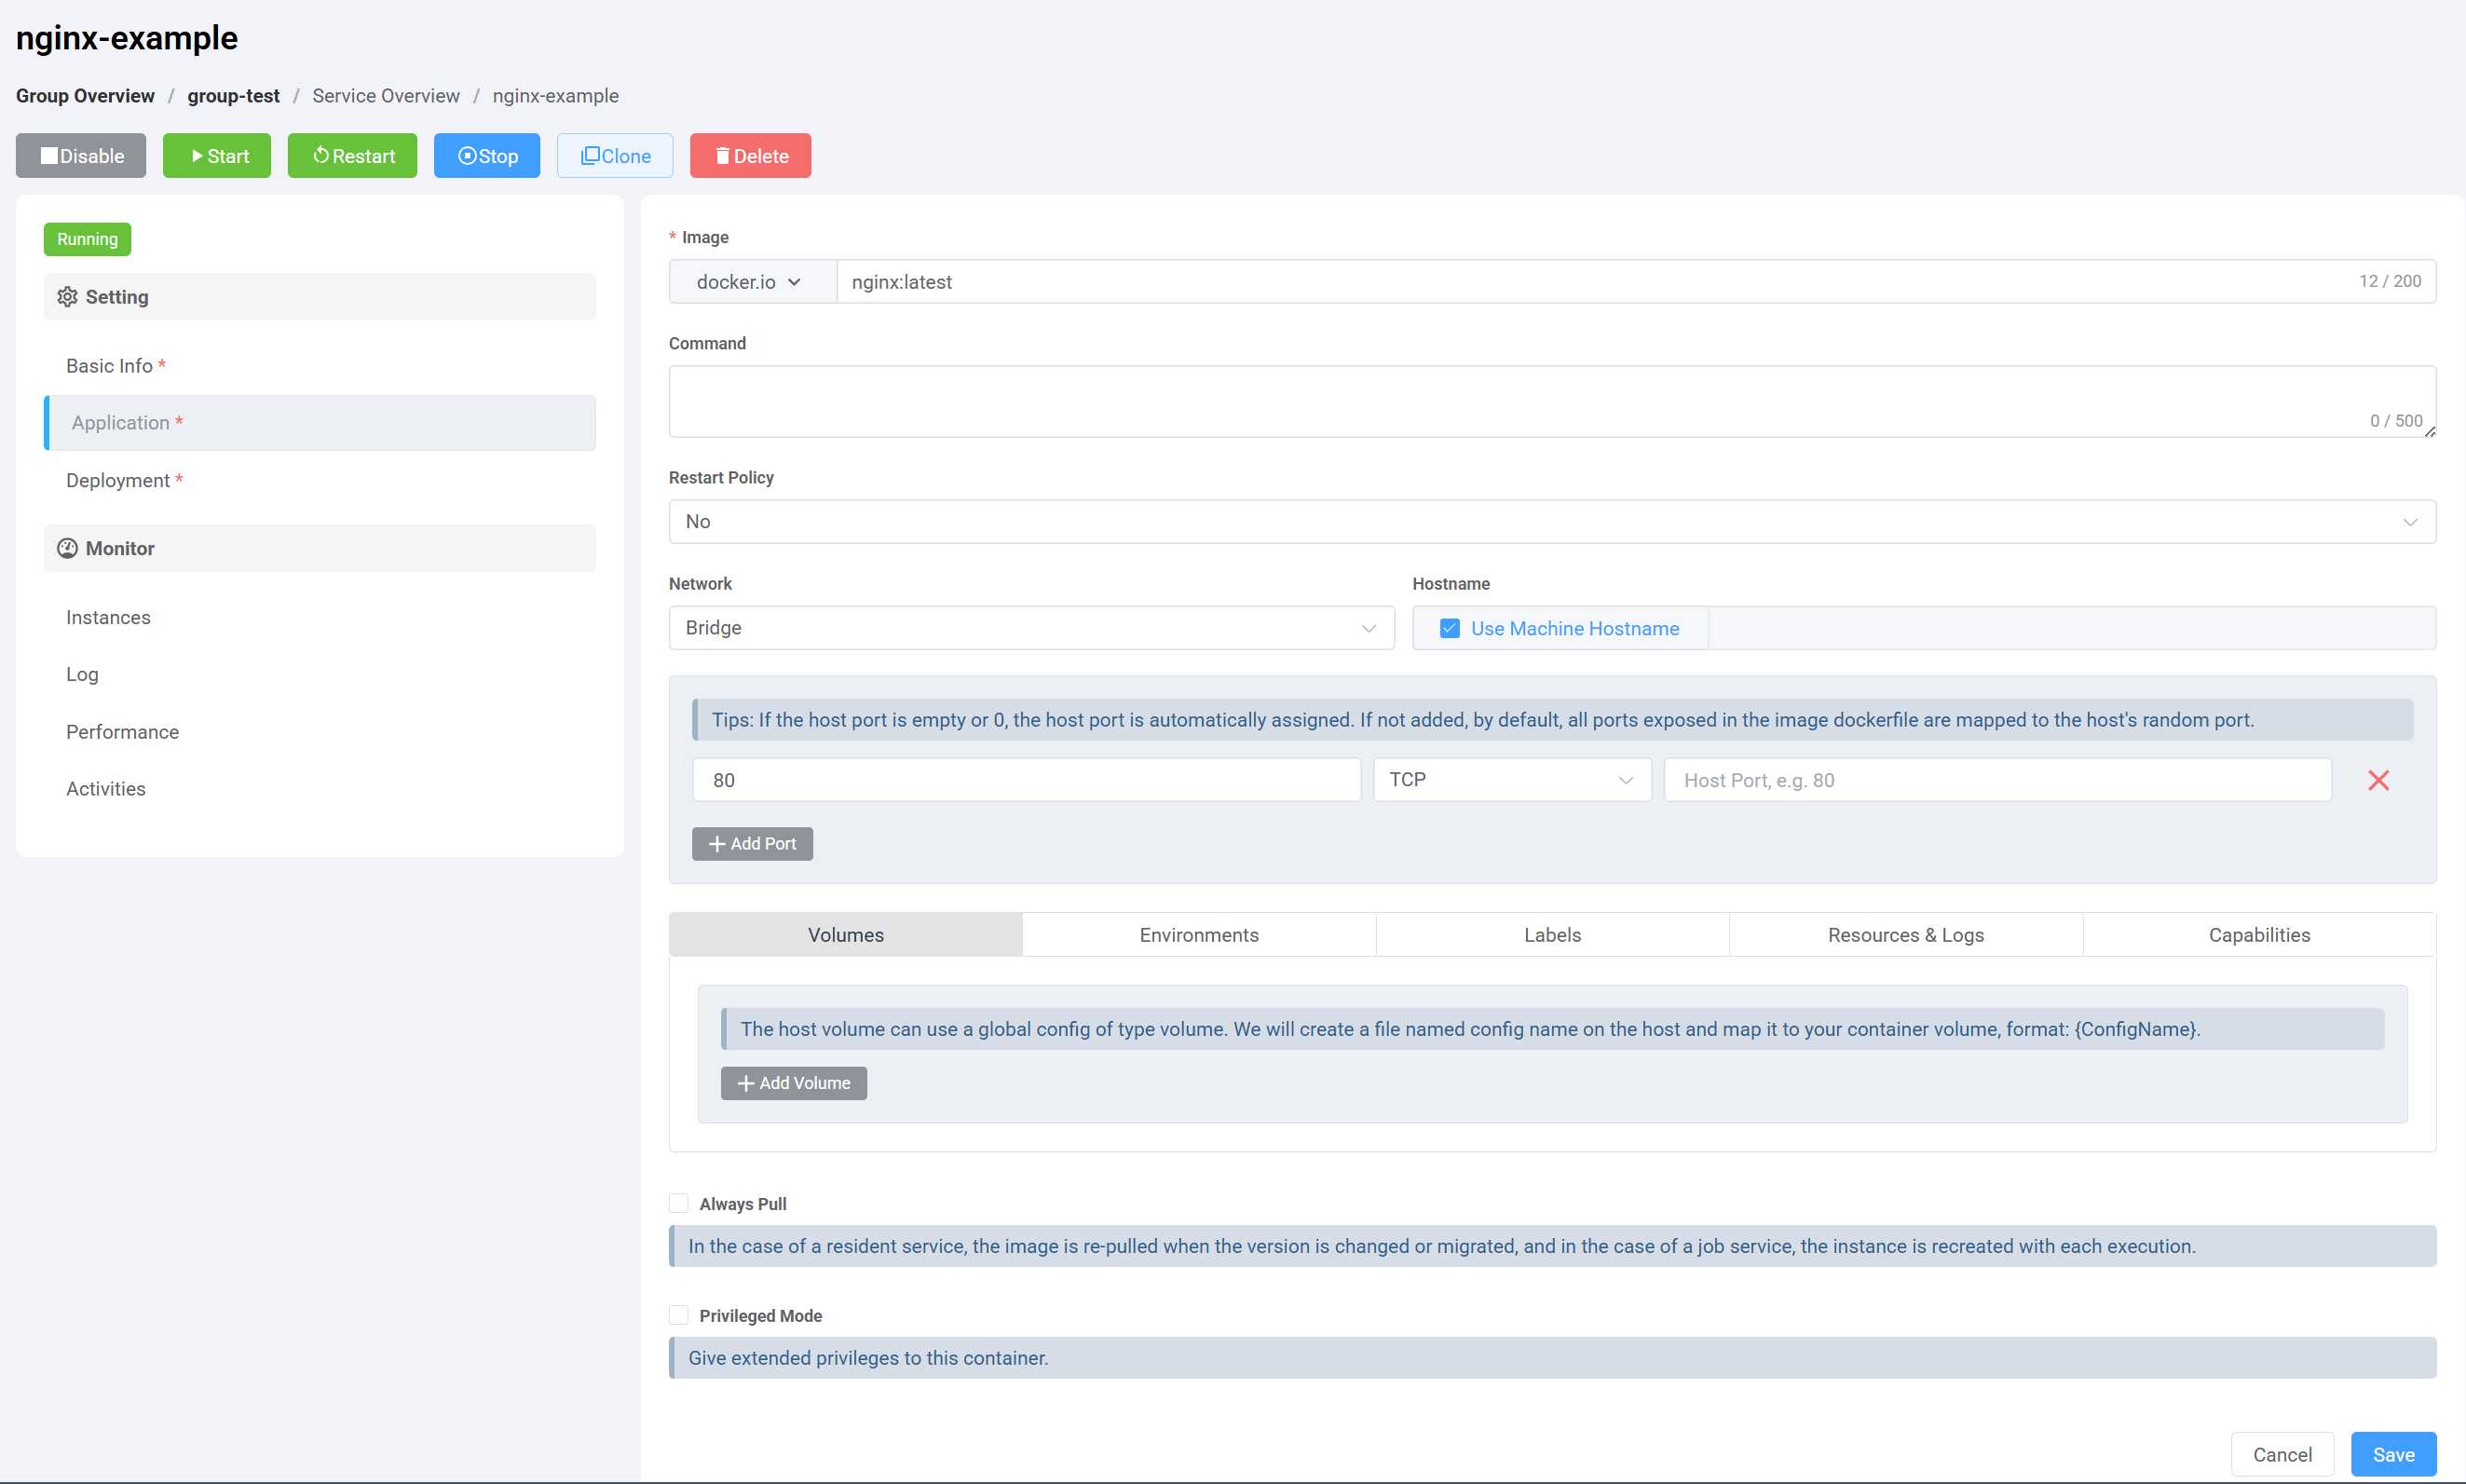 nginx-example
Group Overview / group-test / Service Overview / nginx-example
Disable Start Restart Stop Clone Delete
Running
Setting
Basic Info *
Application *
Deployment *
Monitor
Instances
Log
Performance
Activities
* Image
docker.io nginx:latest 12 / 200
Command
0 / 500
Restart Policy
No
Network Hostname
Bridge Use Machine Hostname
Tips: If the host port is empty or 0, the host port is automatically assigned. If not added, by default, all ports exposed in the image dockerfile are mapped to the host's random port.
80 TCP Host Port, e.g. 80
Add Port
Volumes Environments Labels Resources & Logs Capabilities
The host volume can use a global config of type volume. We will create a file named config name on the host and map it to your container volume, format: {ConfigName}.
Add Volume
Always Pull
In the case of a resident service, the image is re-pulled when the version is changed or migrated, and in the case of a job service, the instance is recreated with each execution.
Privileged Mode
Give extended privileges to this container.
Cancel Save